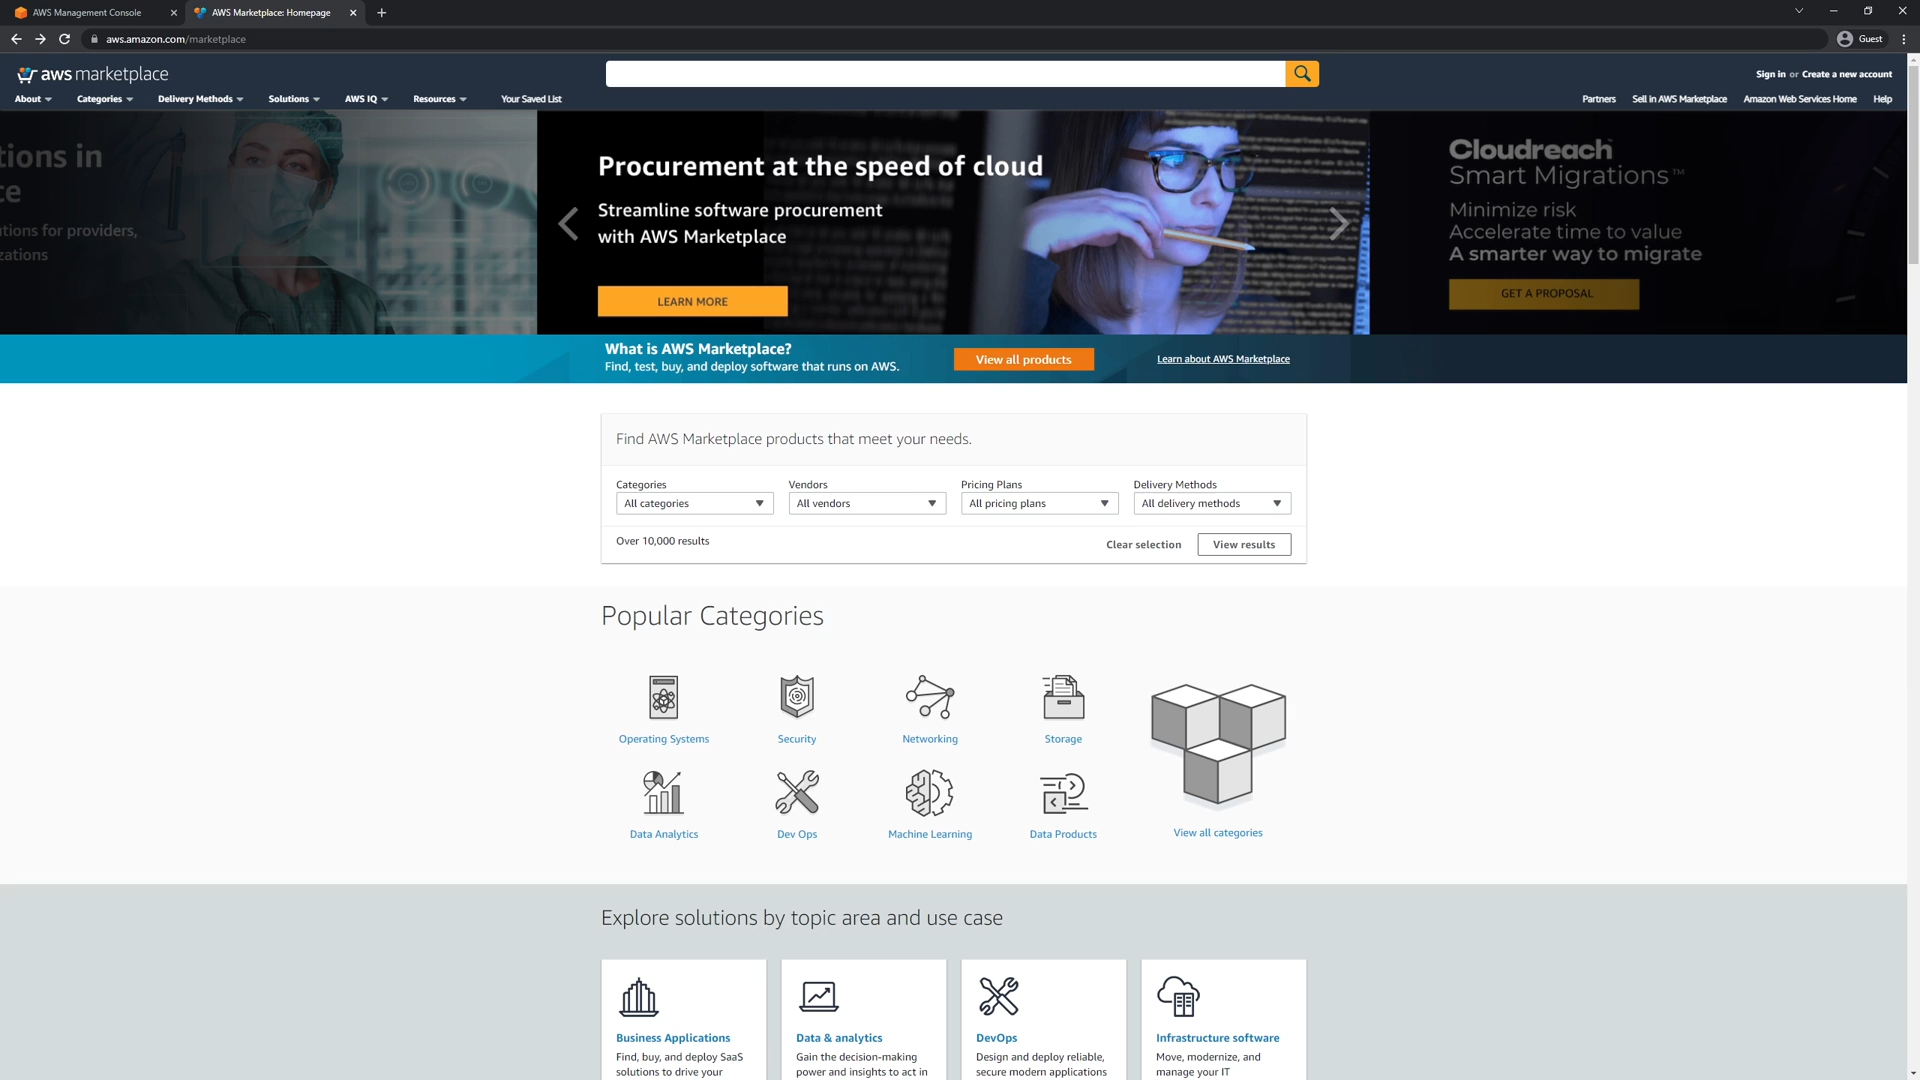 AWS Management Console
AWS Marketplace: Homepage
aws.amazon.com/marketplace
Guest
aws marketplace
Sign in or Create a new account
About
Categories
Delivery Methods
Solutions
AWS IQ
Resources
Your Saved List
Partners
Sell in AWS Marketplace
Amazon Web Services Home
Help
tions in
ce
utions for providers,
zations
Procurement at the speed of cloud
Streamline software procurement
with AWS Marketplace
LEARN MORE
Cloudreach
Smart Migrations™
Minimize risk
Accelerate time to value
A smarter way to migrate
GET A PROPOSAL
What is AWS Marketplace?
Find, test, buy, and deploy software that runs on AWS.
View all products
Learn about AWS Marketplace
Find AWS Marketplace products that meet your needs.
Categories
All categories
Vendors
All vendors
Pricing Plans
All pricing plans
Delivery Methods
All delivery methods
Over 10,000 results
Clear selection
View results
Popular Categories
Operating Systems
Security
Networking
Storage
Data Analytics
Dev Ops
Machine Learning
Data Products
View all categories
Explore solutions by topic area and use case
Business Applications
Find, buy, and deploy SaaS
solutions to drive your
Data & analytics
Gain the decision-making
power and insights to act in
DevOps
Design and deploy reliable,
secure modern applications
Infrastructure software
Move, modernize, and
manage your IT